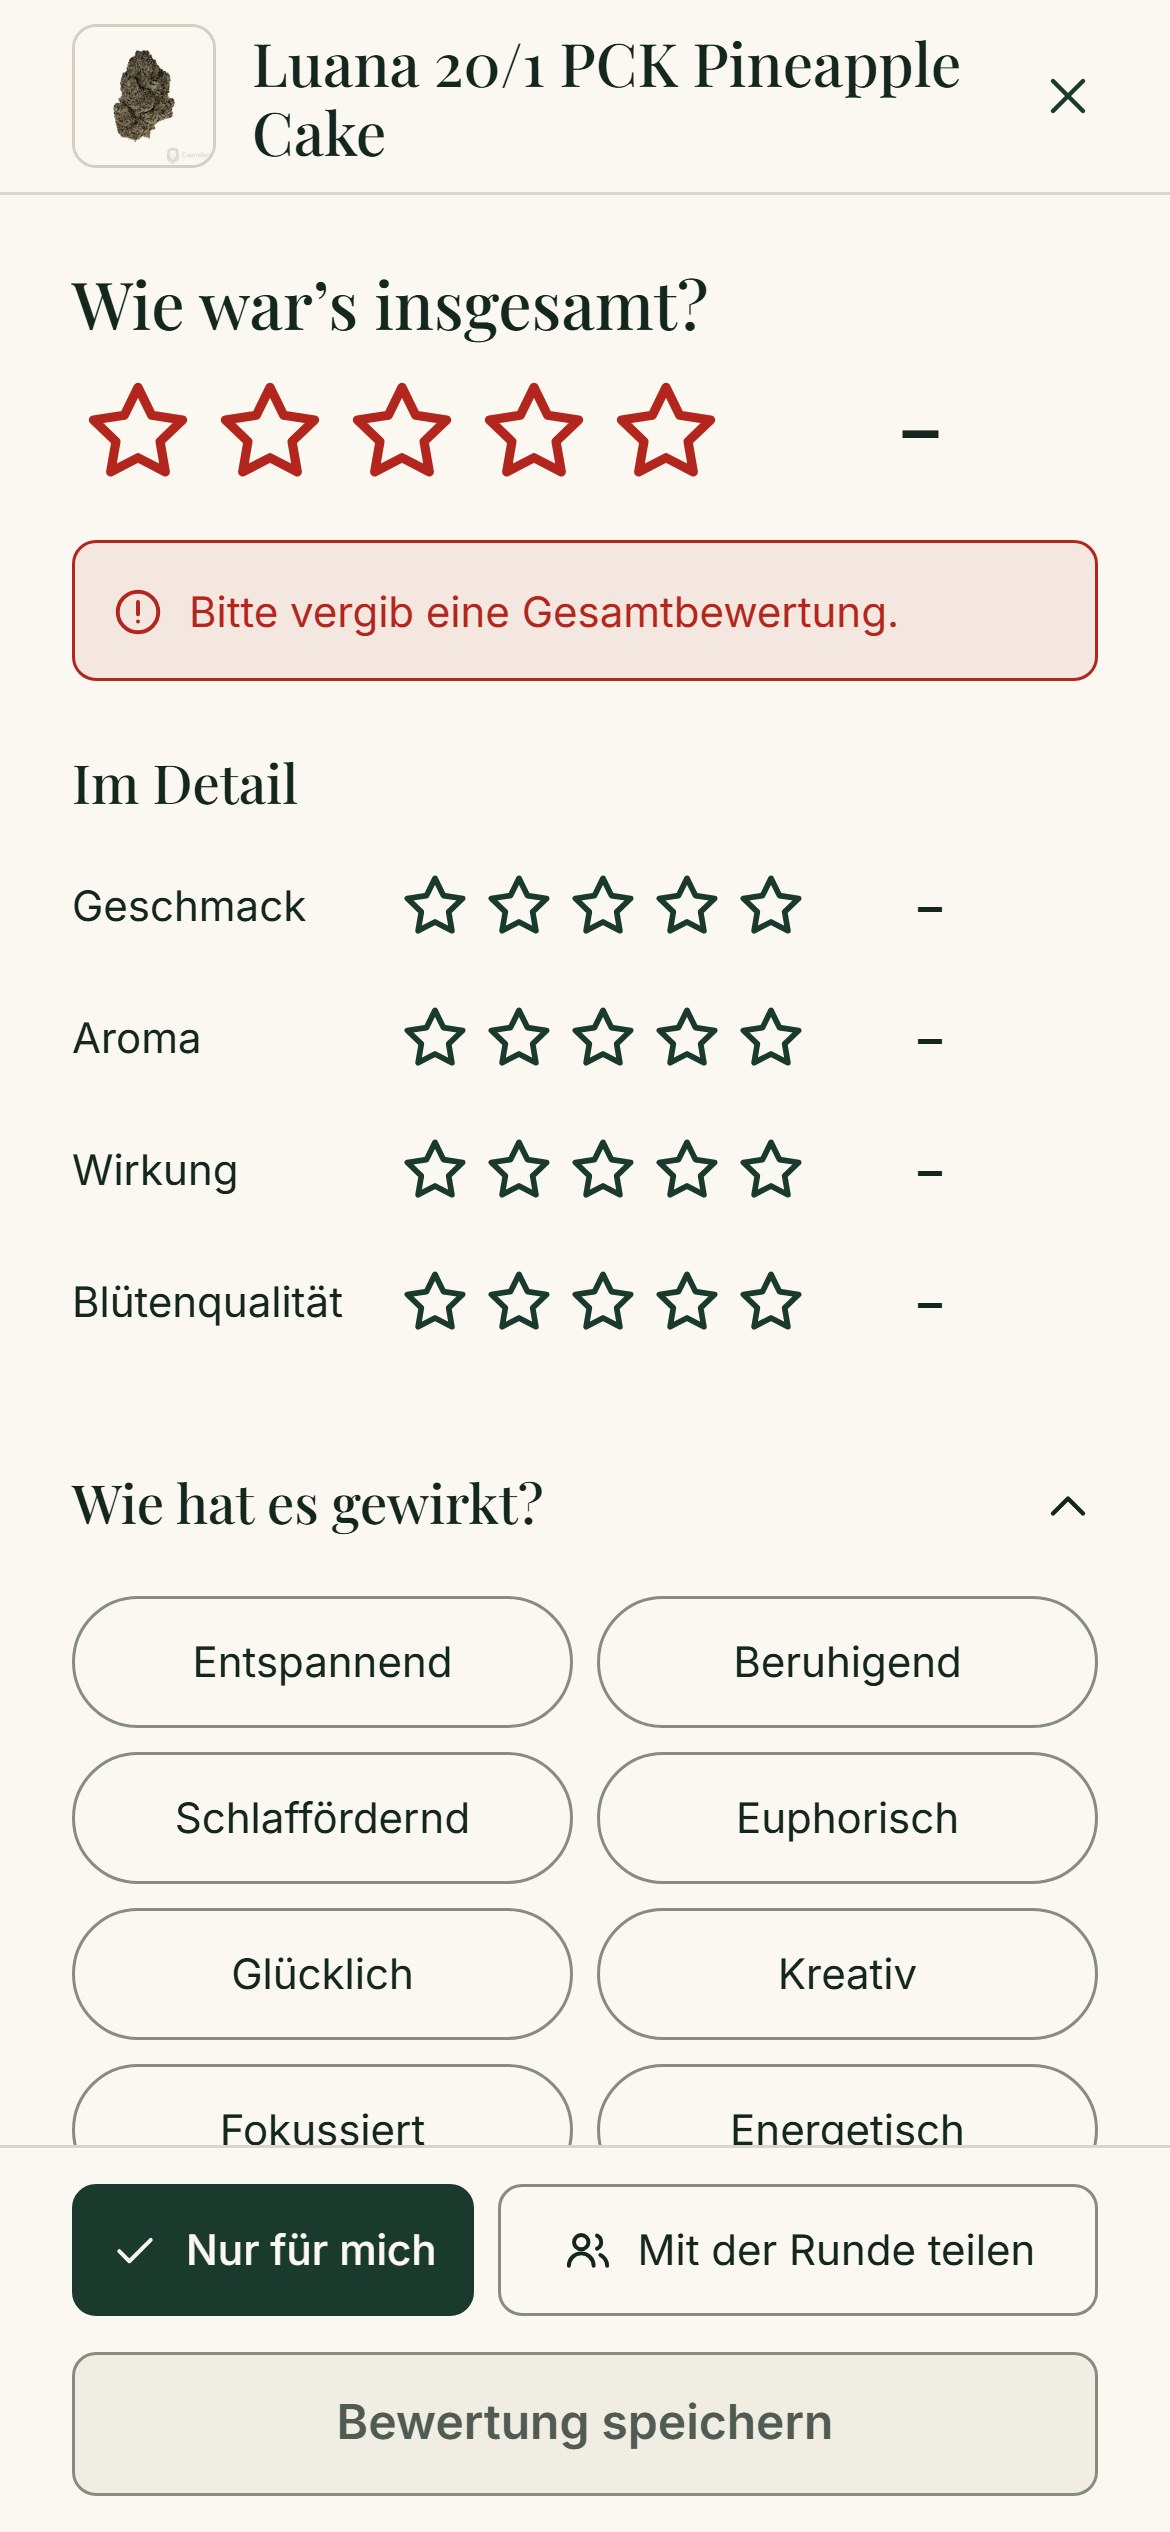 Luana 20/1 PCK Pineapple
Cake
Wie war’s insgesamt?
–
Bitte vergib eine Gesamtbewertung.
Im Detail
Geschmack –
Aroma –
Wirkung –
Blütenqualität –
Wie hat es gewirkt?
Entspannend Beruhigend
Schlaffördernd Euphorisch
Glücklich Kreativ
Fokussiert Energetisch
Nur für mich Mit der Runde teilen
Bewertung speichern